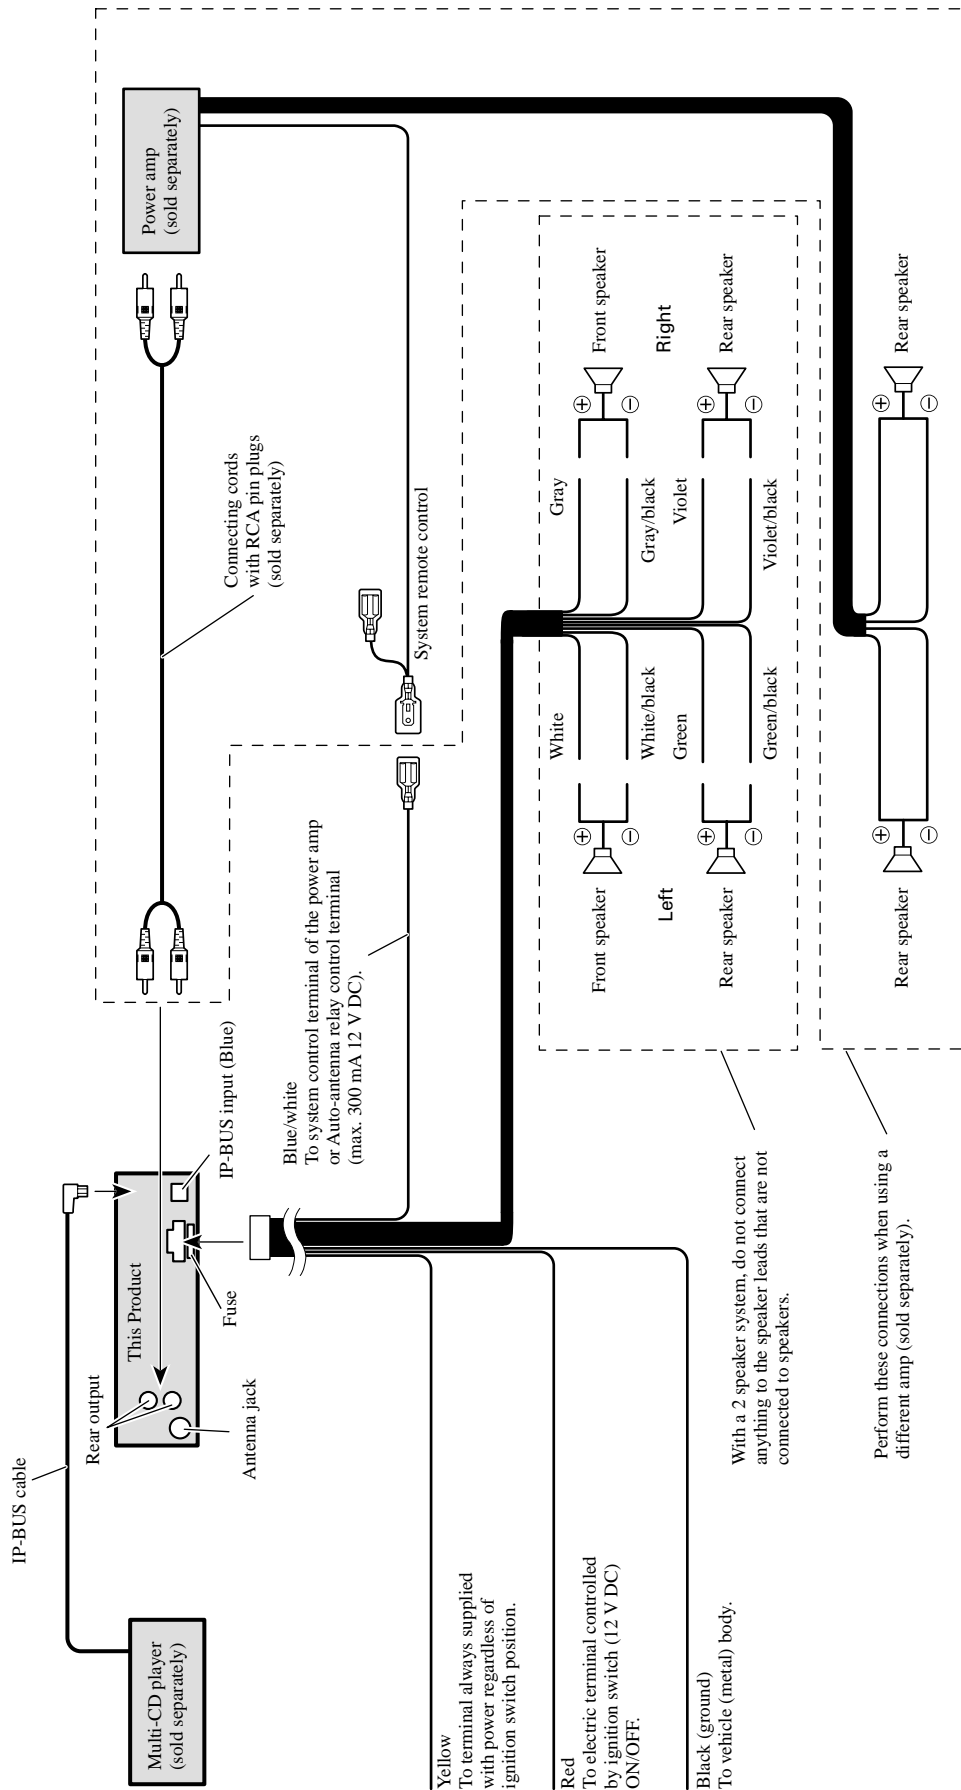 IP-BUS cable
Multi-CD player
(sold separately)
Rear output
This Product
Antenna jack
Fuse
IP-BUS input (Blue)
Connecting cords
with RCA pin plugs
(sold separately)
Power amp
(sold separately)
System remote control
Blue/white
To system control terminal of the power amp
or Auto-antenna relay control terminal
(max. 300 mA 12 V DC).
Yellow
To terminal always supplied
with power regardless of
ignition switch position.
Red
To electric terminal controlled
by ignition switch (12 V DC)
ON/OFF.
Black (ground)
To vehicle (metal) body.
Front speaker
+
-
White
White/black
Gray
Gray/black
+
-
Front speaker
Left
Right
Rear speaker
+
-
Green
Green/black
Violet
Violet/black
+
-
Rear speaker
With a 2 speaker system, do not connect
anything to the speaker leads that are not
connected to speakers.
Rear speaker
+
-
+
-
Rear speaker
Perform these connections when using a
different amp (sold separately).